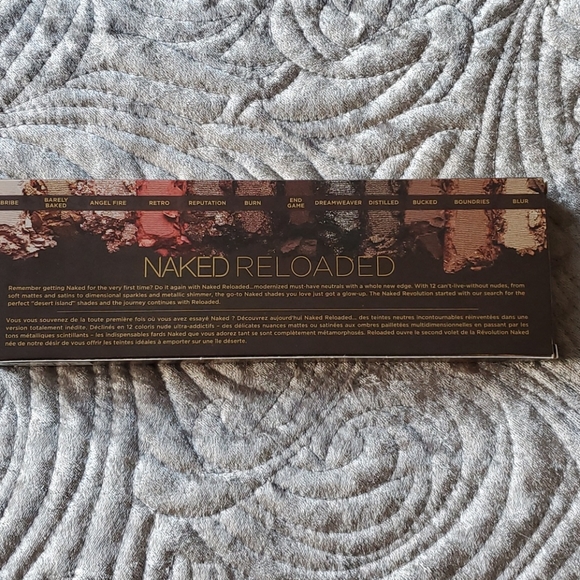 BRIBE BARELY BAKED ANGEL FIRE RETRO REPUTATION BURN END GAME DREAMWEAVER DISTILLED BUCKED BOUNDRIES BLUR
NAKED RELOADED
Remember getting Naked for the very first time? Do it again with Naked Reloaded...modernized must-have neutrals with a whole new edge. With 12 can't-live-without nudes, from
soft mattes and satins to dimensional sparkles and metallic shimmer, the go-to Naked shades you love just got a glow-up. The Naked Revolution started with our search for the
perfect "desert island" shades and the journey continues with Reloaded.
Vous vous souvenez de la toute première fois où vous avez essayé Naked ? Découvrez aujourd'hui Naked Reloaded... des teintes neutres incontournables réinventées dans une
version totalement inédite. Déclinés en 12 coloris nude ultra-addictifs – des délicates nuances mattes ou satinées aux ombres pailletées multidimensionnelles en passant par les
tons métalliques scintillants – les indispensables fards Naked que vous adorez tant se sont complètement métamorphosés. Reloaded ouvre le second volet de la Révolution Naked
née de notre désir de vous offrir les teintes idéales à emporter sur une île déserte.